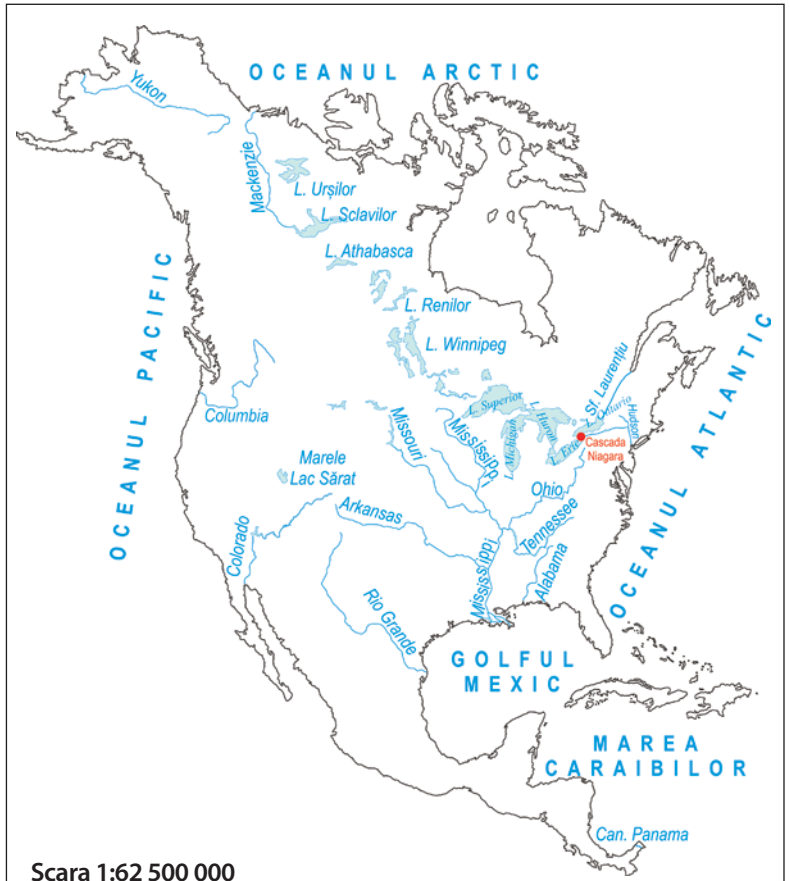 OCEANUL ARCTIC
Yukon
Mackenzie
L. Urșilor
L. Sclavilor
L. Athabasca
L. Renilor
L. Winnipeg
OCEANUL PACIFIC
Columbia
Missouri
Mississippi
L. Superior
L. Huron
L. Michigan
L. Erie
L. Ontario
Sf. Laurențiu
Hudson
Cascada
Niagara
OCEANUL ATLANTIC
Marele
Lac Sărat
Ohio
Arkansas
Tennessee
Colorado
Mississippi
Alabama
Rio Grande
GOLFUL
MEXIC
MAREA
CARAIBILOR
Can. Panama
Scara 1:62 500 000